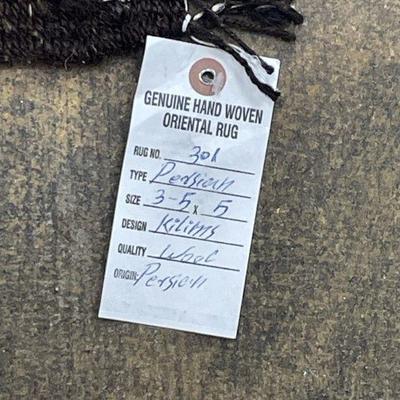 GENUINE HAND WOVEN
ORIENTAL RUG
RUG NO. 301
TYPE Persian
SIZE 3-5 x 5
DESIGN Kilims
QUALITY Wool
ORIGIN: Persian